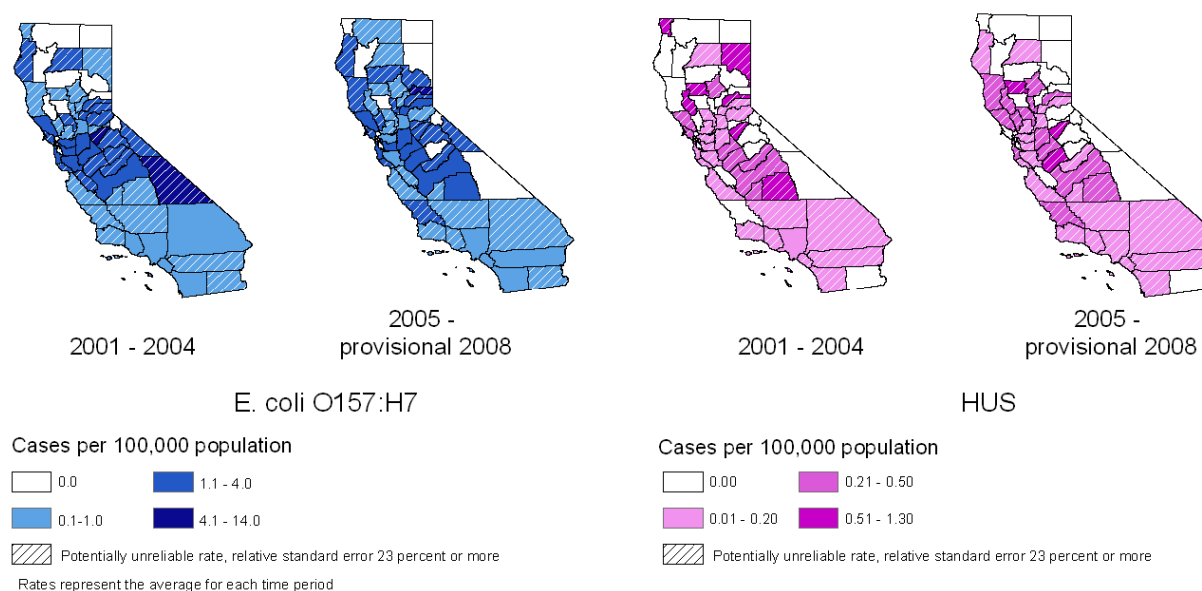 2001 - 2004
2005 -
provisional 2008
2001 - 2004
2005 -
provisional 2008
E. coli O157:H7
HUS
Cases per 100,000 population
0.0
1.1 - 4.0
0.1-1.0
4.1 - 14.0
Potentially unreliable rate, relative standard error 23 percent or more
Rates represent the average for each time period
Cases per 100,000 population
0.00
0.21 - 0.50
0.01 - 0.20
0.51 - 1.30
Potentially unreliable rate, relative standard error 23 percent or more